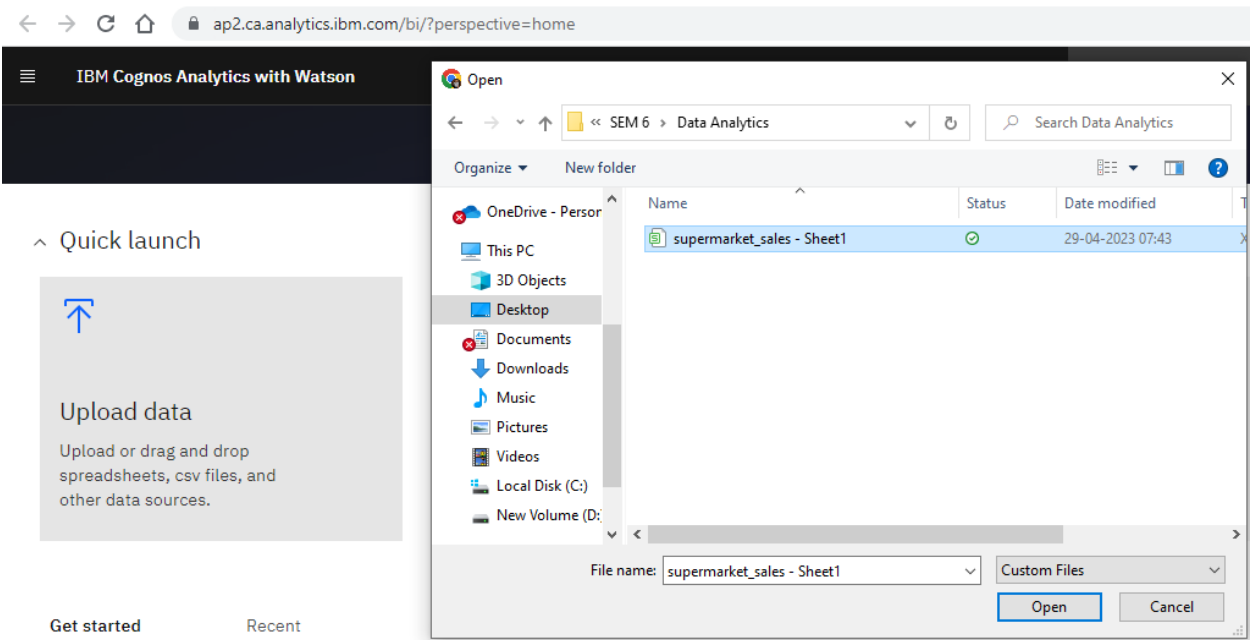 ap2.ca.analytics.ibm.com/bi/?perspective=home
IBM Cognos Analytics with Watson
Quick launch
Upload data
Upload or drag and drop
spreadsheets, csv files, and
other data sources.
Get started Recent
Open
« SEM 6 › Data Analytics Search Data Analytics
Organize New folder
Name Status Date modified T
OneDrive - Person
supermarket_sales - Sheet1 29-04-2023 07:43 X
This PC
3D Objects
Desktop
Documents
Downloads
Music
Pictures
Videos
Local Disk (C:)
New Volume (D:
File name: supermarket_sales - Sheet1 Custom Files
Open Cancel